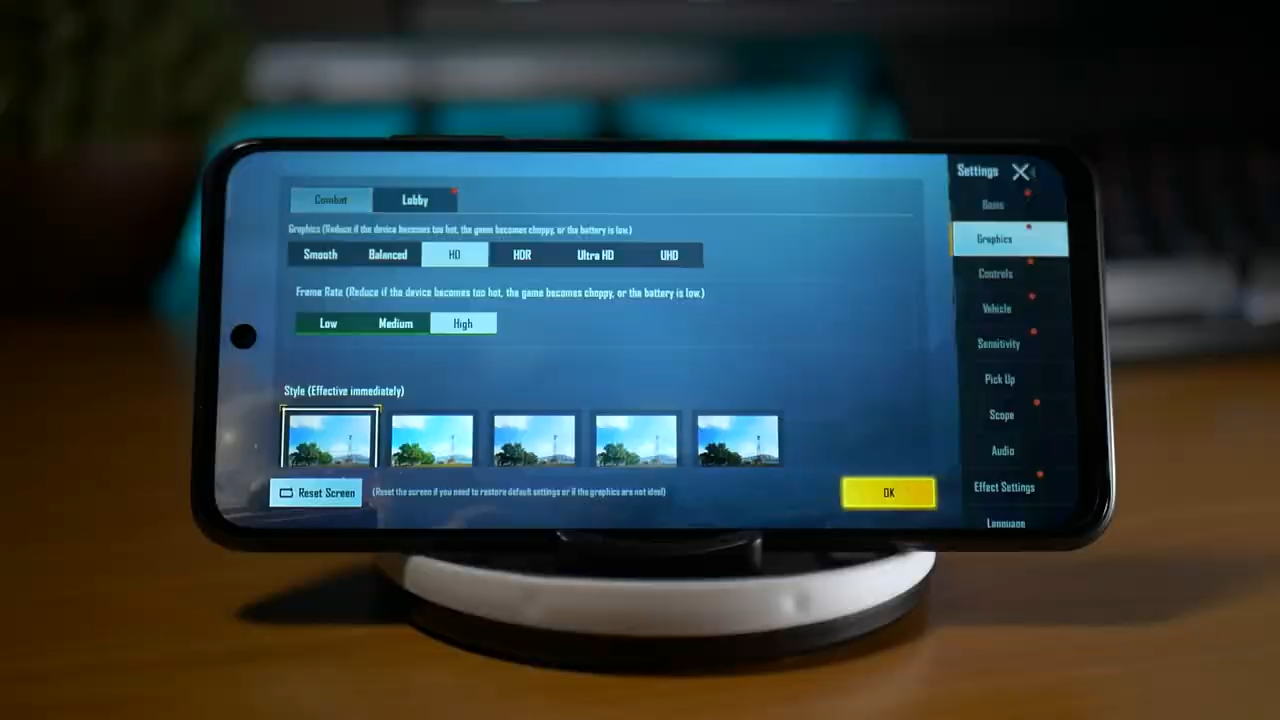 Combat Lobby
Graphics (Reduce if the device becomes too hot, the game becomes choppy, or the battery is low.)
Smooth Balanced HD HDR Ultra HD UHD
Frame Rate (Reduce if the device becomes too hot, the game becomes choppy, or the battery is low.)
Low Medium High
Style (Effective immediately)
Reset Screen (Reset the screen if you need to restore default settings or if the graphics are not ideal)
OK
Settings
Basic
Graphics
Controls
Vehicle
Sensitivity
Pick Up
Scope
Audio
Effect Settings
Language